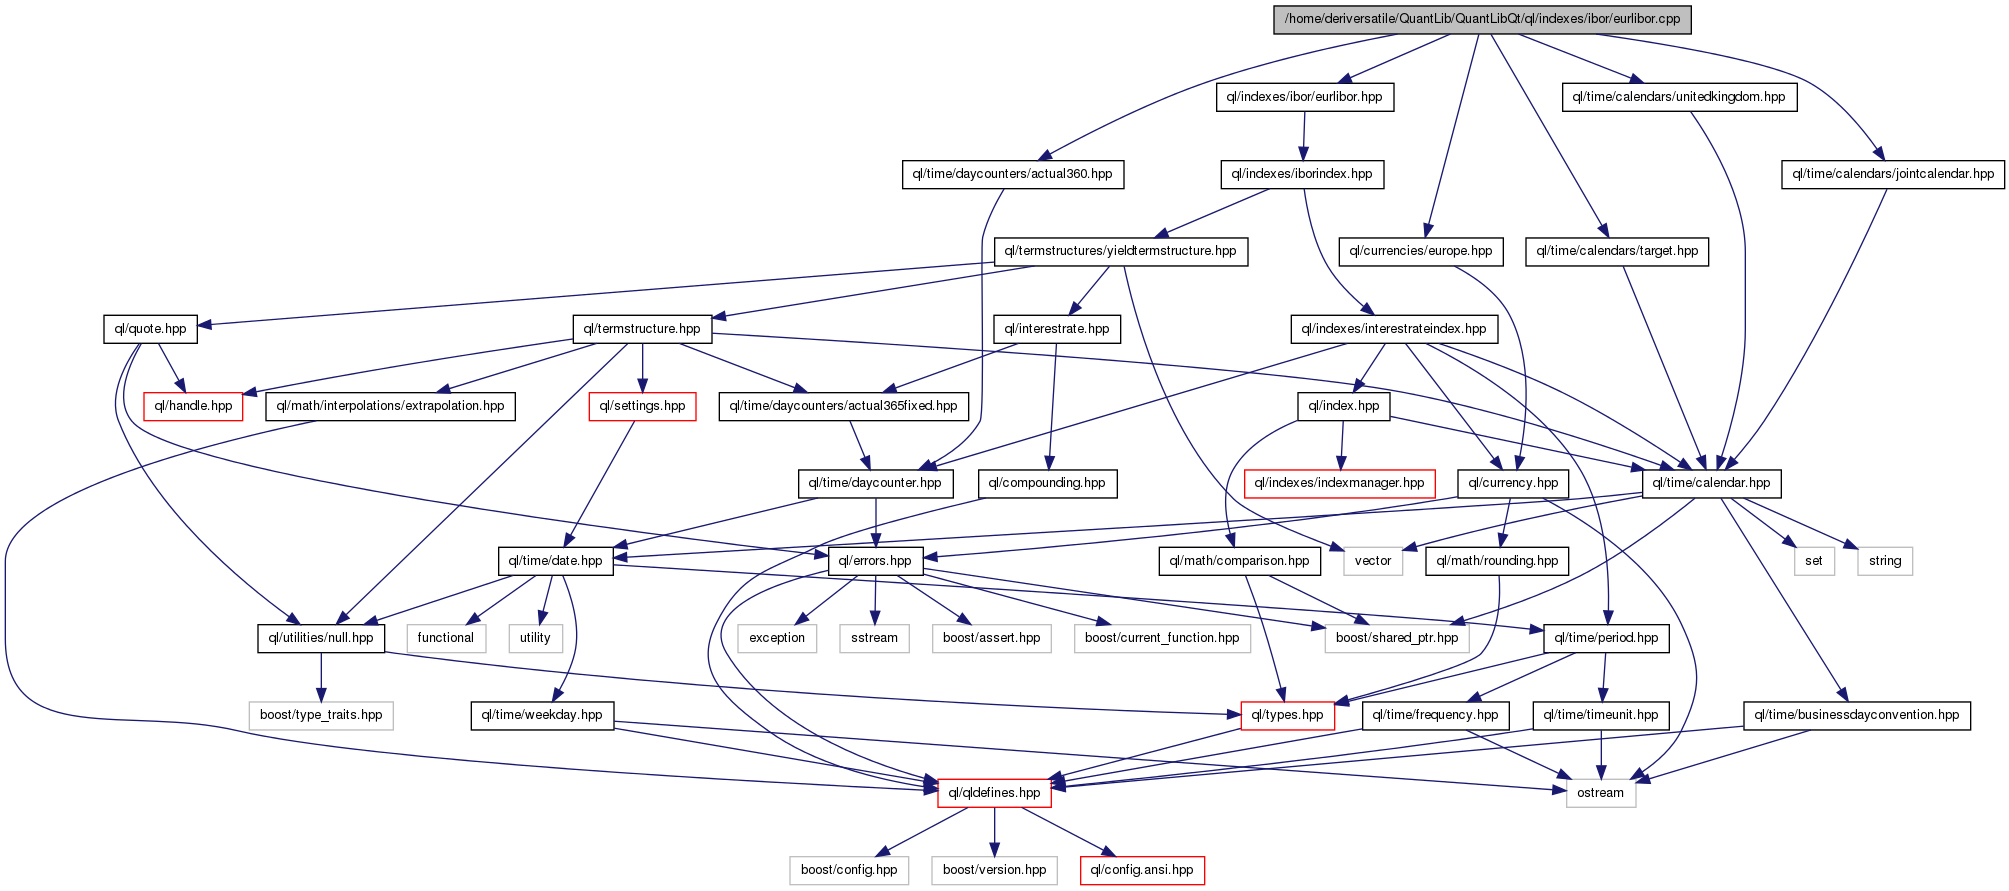 /home/deriversatile/QuantLib/QuantLibQt/ql/indexes/ibor/eurlibor.cpp
ql/indexes/ibor/eurlibor.hpp
ql/time/calendars/unitedkingdom.hpp
ql/time/daycounters/actual360.hpp
ql/indexes/iborindex.hpp
ql/time/calendars/jointcalendar.hpp
ql/termstructures/yieldtermstructure.hpp
ql/currencies/europe.hpp
ql/time/calendars/target.hpp
ql/quote.hpp
ql/termstructure.hpp
ql/interestrate.hpp
ql/indexes/interestrateindex.hpp
ql/handle.hpp
ql/math/interpolations/extrapolation.hpp
ql/settings.hpp
ql/time/daycounters/actual365fixed.hpp
ql/index.hpp
ql/time/daycounter.hpp
ql/compounding.hpp
ql/indexes/indexmanager.hpp
ql/currency.hpp
ql/time/calendar.hpp
ql/time/date.hpp
ql/errors.hpp
ql/math/comparison.hpp
vector
ql/math/rounding.hpp
set
string
ql/utilities/null.hpp
functional
utility
exception
sstream
boost/assert.hpp
boost/current_function.hpp
boost/shared_ptr.hpp
ql/time/period.hpp
boost/type_traits.hpp
ql/time/weekday.hpp
ql/types.hpp
ql/time/frequency.hpp
ql/time/timeunit.hpp
ql/time/businessdayconvention.hpp
ql/qldefines.hpp
ostream
boost/config.hpp
boost/version.hpp
ql/config.ansi.hpp